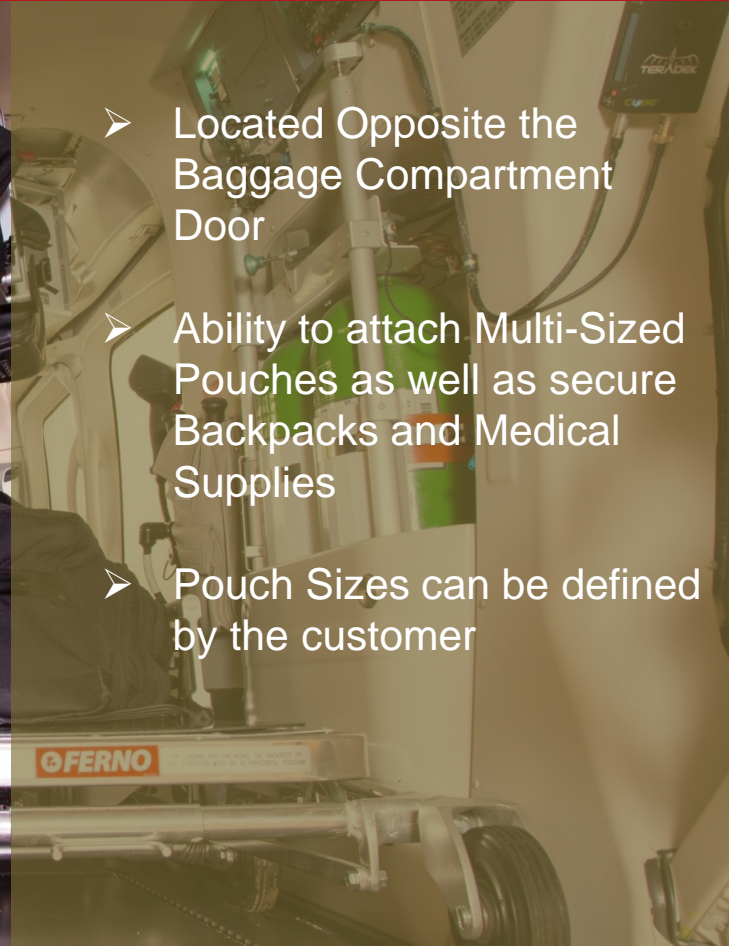 TERADEK
CUBE
➢ Located Opposite the
Baggage Compartment
Door
➢ Ability to attach Multi-Sized
Pouches as well as secure
Backpacks and Medical
Supplies
➢ Pouch Sizes can be defined
by the customer
FERNO